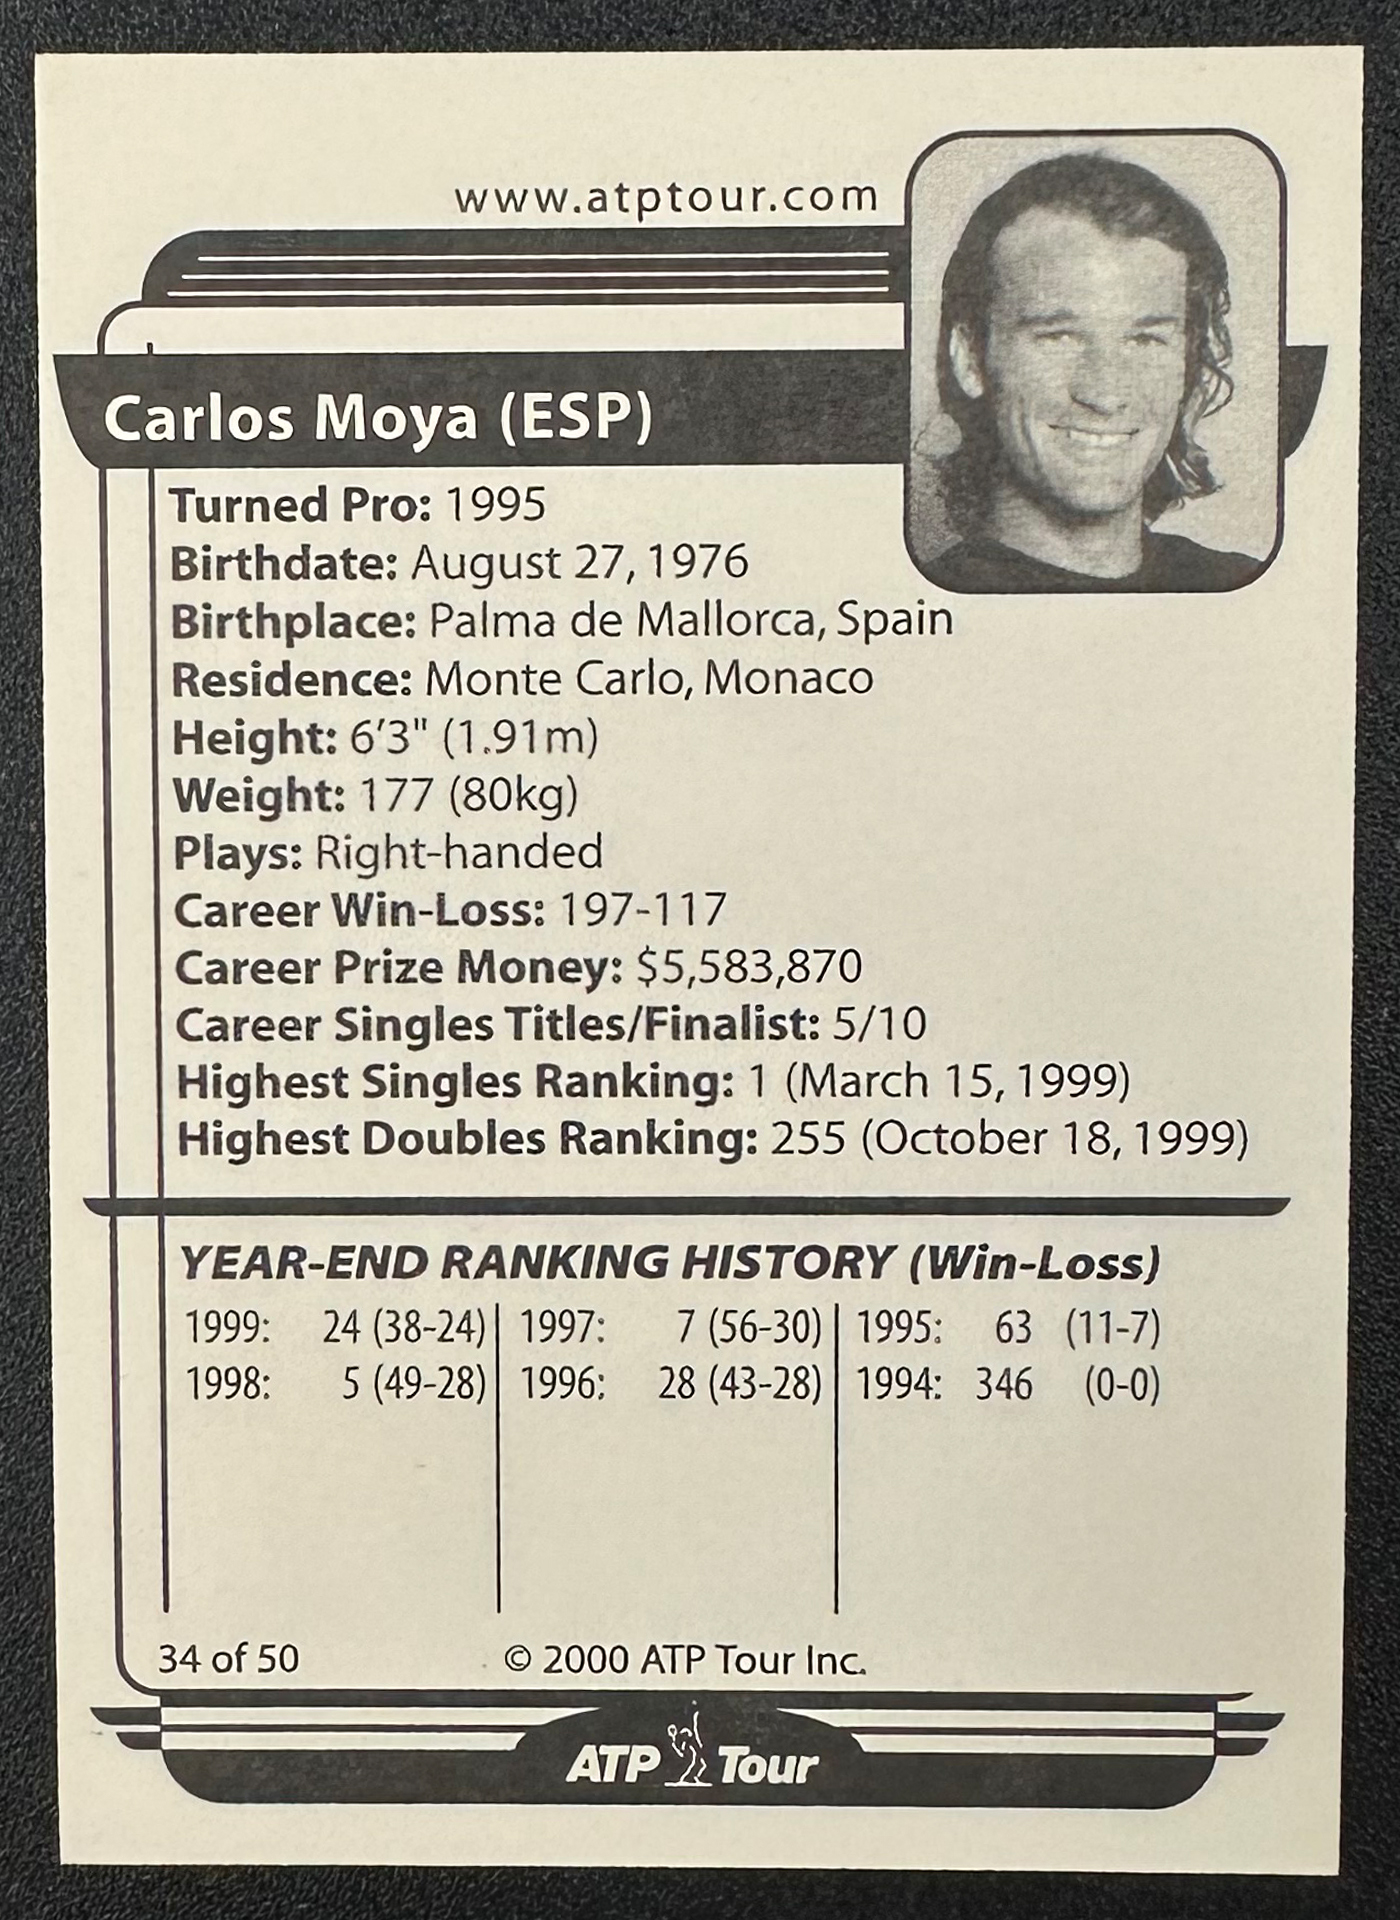 www.atptour.com
Carlos Moya (ESP)
Turned Pro: 1995
Birthdate: August 27, 1976
Birthplace: Palma de Mallorca, Spain
Residence: Monte Carlo, Monaco
Height: 6'3" (1.91m)
Weight: 177 (80kg)
Plays: Right-handed
Career Win-Loss: 197-117
Career Prize Money: $5,583,870
Career Singles Titles/Finalist: 5/10
Highest Singles Ranking: 1 (March 15, 1999)
Highest Doubles Ranking: 255 (October 18, 1999)
YEAR-END RANKING HISTORY (Win-Loss)
1999: 24 (38-24) 1997: 7 (56-30) 1995: 63 (11-7)
1998: 5 (49-28) 1996: 28 (43-28) 1994: 346 (0-0)
34 of 50 © 2000 ATP Tour Inc.
ATP Tour